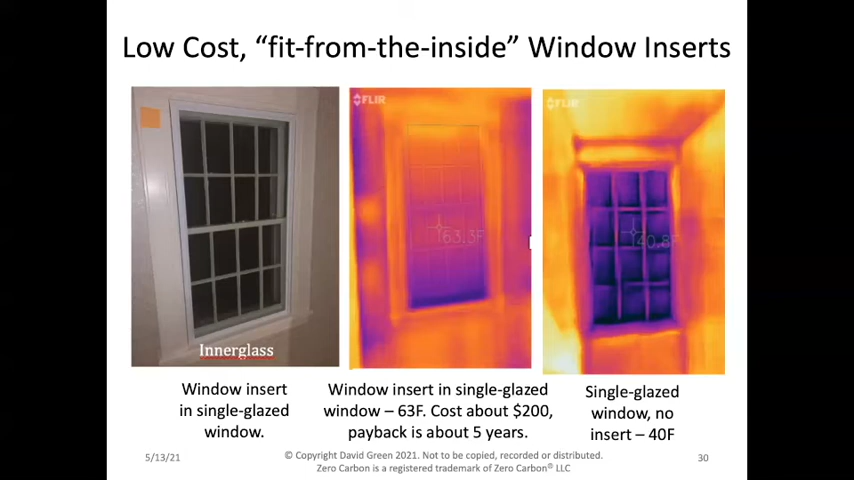 Low Cost, “fit-from-the-inside” Window Inserts
FLIR
FLIR
63.3F
40.8F
Innerglass
Window insert
in single-glazed
window.
Window insert in single-glazed
window – 63F. Cost about $200,
payback is about 5 years.
Single-glazed
window, no
insert – 40F
5/13/21
© Copyright David Green 2021. Not to be copied, recorded or distributed.
Zero Carbon is a registered trademark of Zero Carbon® LLC
30